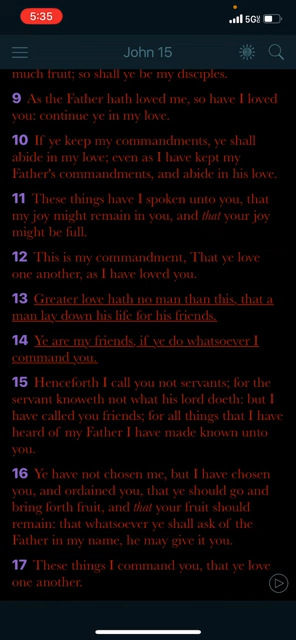 5:35
5G
John 15
much fruit; so shall ye be my disciples.
9 As the Father hath loved me, so have I loved
you: continue ye in my love.
10 If ye keep my commandments, ye shall
abide in my love; even as I have kept my
Father's commandments, and abide in his love.
11 These things have I spoken unto you, that
my joy might remain in you, and that your joy
might be full.
12 This is my commandment, That ye love
one another, as I have loved you.
13 Greater love hath no man than this, that a
man lay down his life for his friends.
14 Ye are my friends, if ye do whatsoever I
command you.
15 Henceforth I call you not servants; for the
servant knoweth not what his lord doeth: but I
have called you friends; for all things that I have
heard of my Father I have made known unto
you.
16 Ye have not chosen me, but I have chosen
you, and ordained you, that ye should go and
bring forth fruit, and that your fruit should
remain: that whatsoever ye shall ask of the
Father in my name, he may give it you.
17 These things I command you, that ye love
one another.